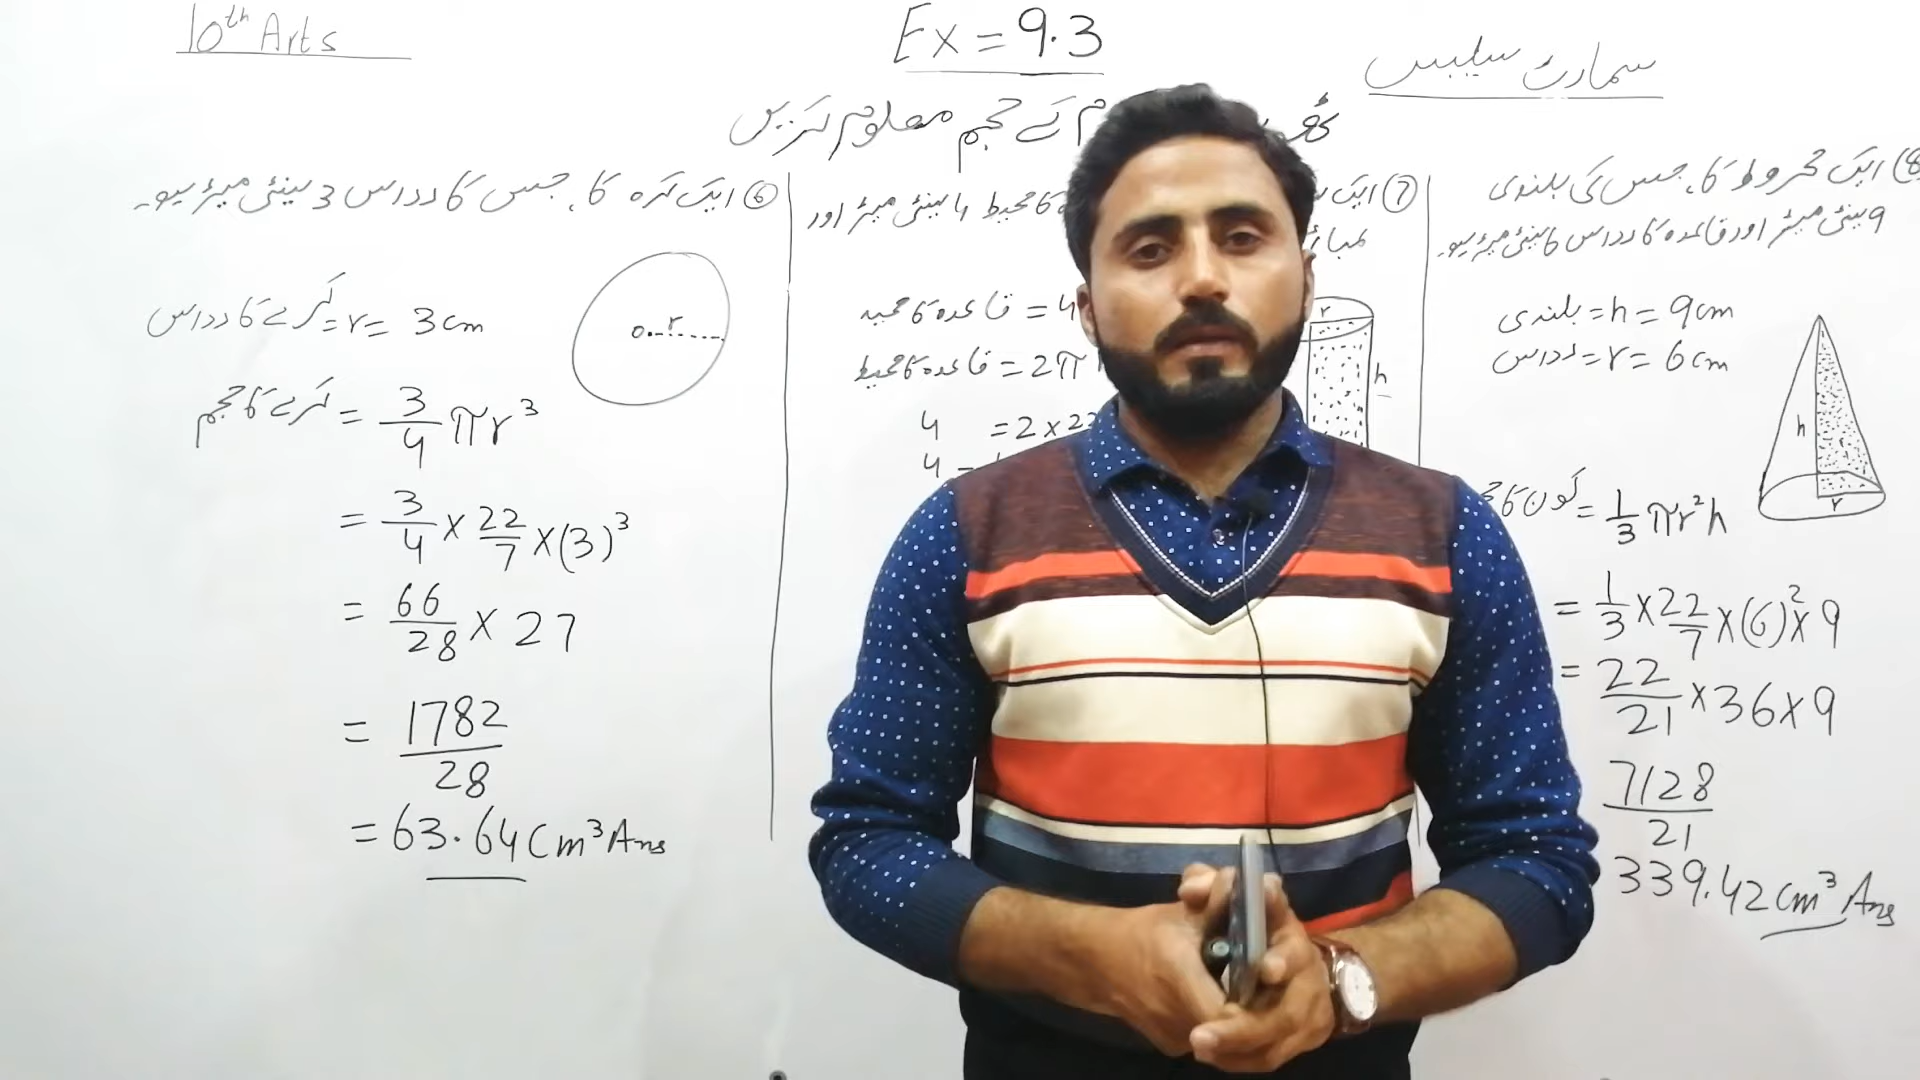 10th Arts
Ex = 9.3
سمارٹ سلیبس
کے حجم معلوم کریں
⑥ ایک کرہ کا، جس کا رداس 3 سینٹی میٹر ہو۔
کرے کا رداس = r = 3cm
o r
کرے کا حجم = 3/4 πr³
= 3/4 × 22/7 × (3)³
= 66/28 × 27
= 1782/28
= 63.64 Cm³ Ans
⑦ ایک
کا محیط 4 سینٹی میٹر اور
قاعدہ کا محیط = 4
قاعدہ کا محیط = 2π
4 = 2 × 22
4 =
r
h
⑧ ایک مخروط کا، جس کی بلندی
9 سینٹی میٹر اور قاعدہ کا رداس 6 سینٹی میٹر ہو۔
بلندی = h = 9cm
رداس = r = 6cm
h
r
کون کا = 1/3 πr²h
= 1/3 × 22/7 × (6)² × 9
= 22/21 × 36 × 9
7128/21
339.42 cm³ Ans